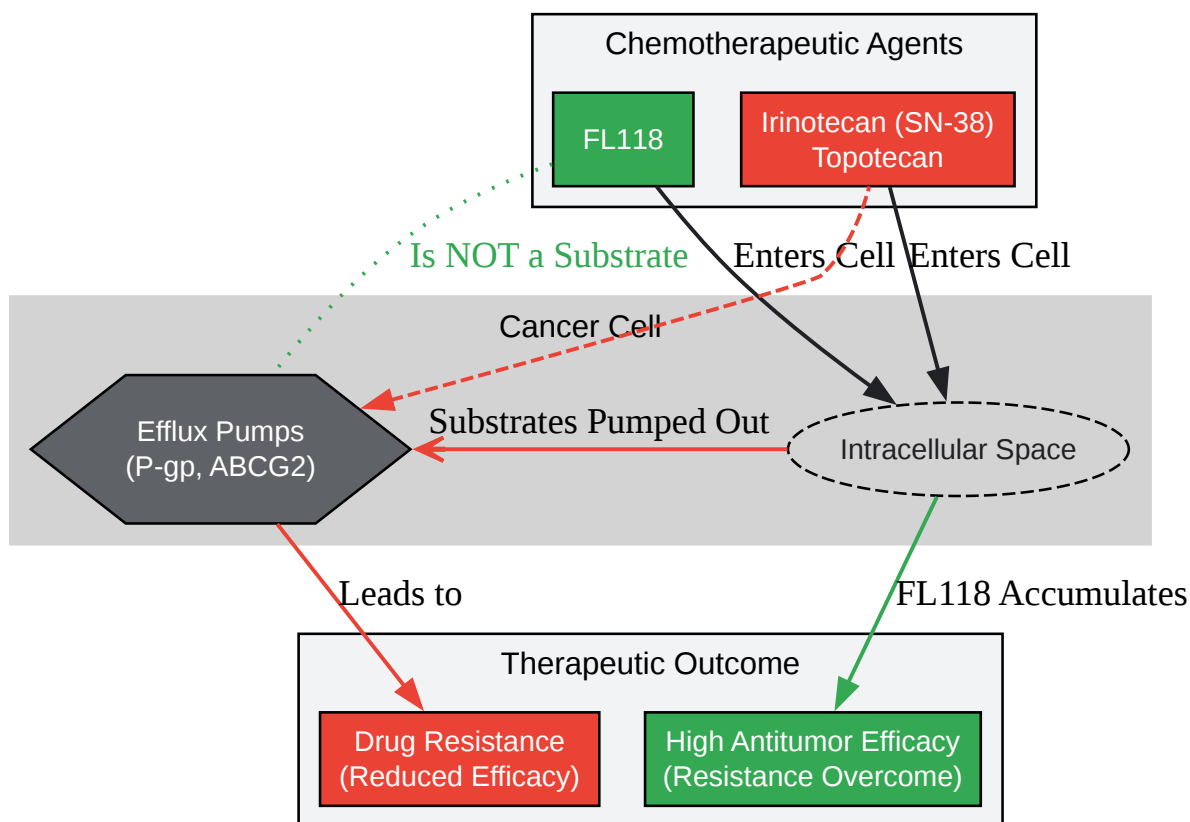 Chemotherapeutic Agents
FL118
Irinotecan (SN-38)
Topotecan
Is NOT a Substrate
Enters Cell
Enters Cell
Cancer Cell
Efflux Pumps
(P-gp, ABCG2)
Substrates Pumped Out
Intracellular Space
Leads to
FL118 Accumulates
Therapeutic Outcome
Drug Resistance
(Reduced Efficacy)
High Antitumor Efficacy
(Resistance Overcome)